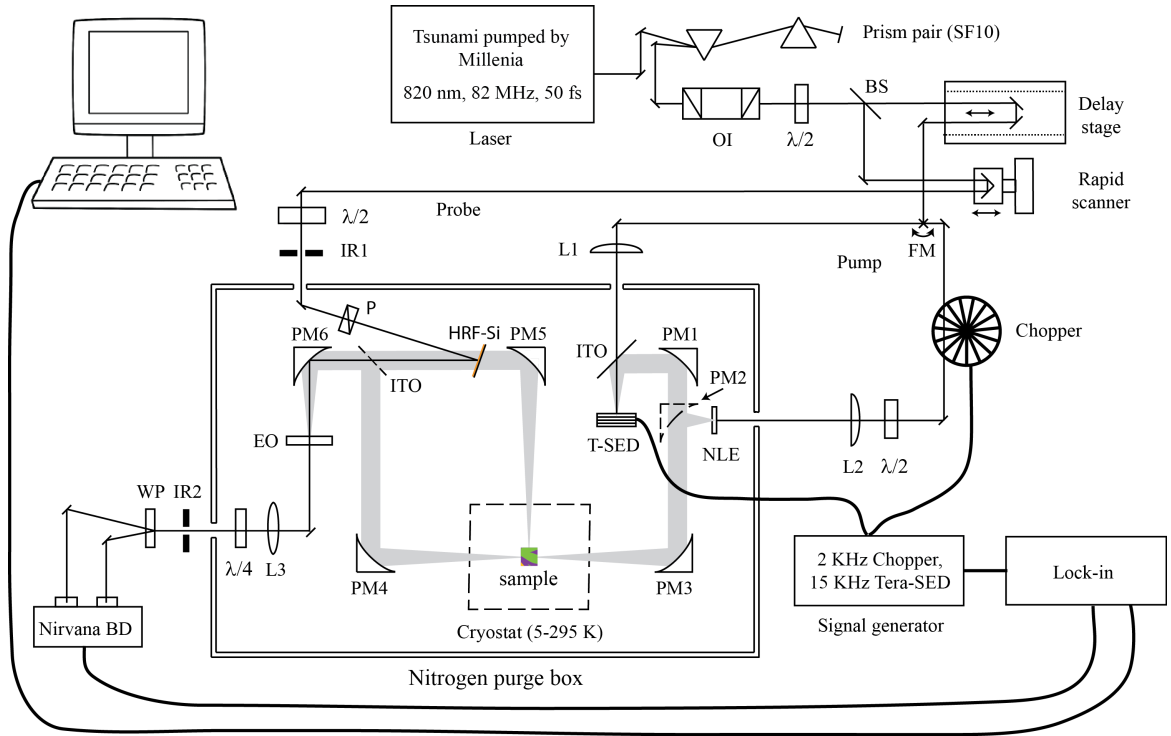 Tsunami pumped by
Millenia
820 nm, 82 MHz, 50 fs
Laser
Prism pair (SF10)
OI
λ/2
BS
Delay
stage
Rapid
scanner
Probe
λ/2
IR1
L1
FM
Pump
Chopper
P
HRF-Si
PM6
PM5
ITO
ITO
PM1
PM2
T-SED
NLE
L2
λ/2
EO
WP
IR2
λ/4
L3
PM4
sample
PM3
Cryostat (5-295 K)
Nirvana BD
Nitrogen purge box
2 KHz Chopper,
15 KHz Tera-SED
Signal generator
Lock-in